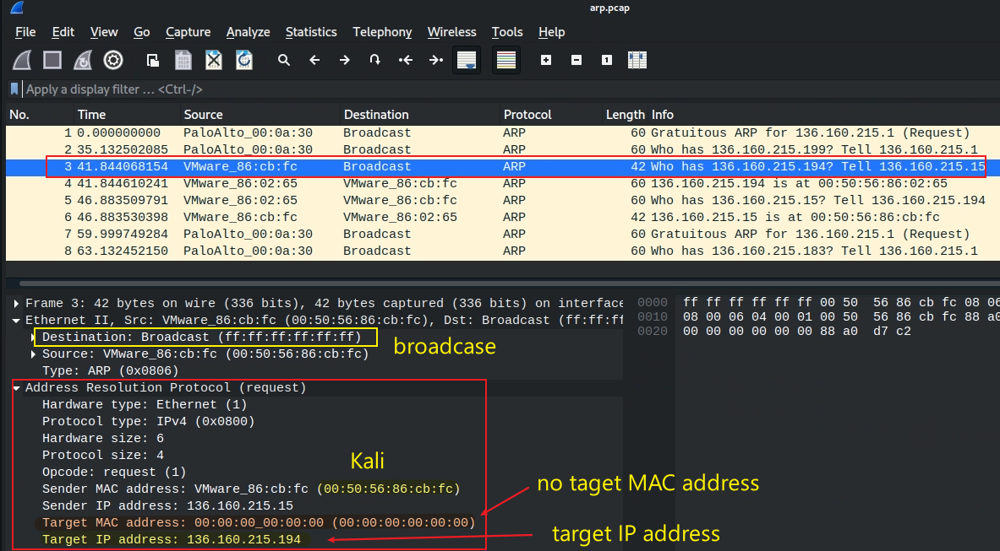 arp.pcap
File Edit View Go Capture Analyze Statistics Telephony Wireless Tools Help
Apply a display filter ... <Ctrl-/>
No. Time Source Destination Protocol Length Info
1 0.000000000 PaloAlto_00:0a:30 Broadcast ARP 60 Gratuitous ARP for 136.160.215.1 (Request)
2 35.132502085 PaloAlto_00:0a:30 Broadcast ARP 60 Who has 136.160.215.199? Tell 136.160.215.1
3 41.844068154 VMware_86:cb:fc Broadcast ARP 42 Who has 136.160.215.194? Tell 136.160.215.15
4 41.844610241 VMware_86:02:65 VMware_86:cb:fc ARP 60 136.160.215.194 is at 00:50:56:86:02:65
5 46.883509791 VMware_86:02:65 VMware_86:cb:fc ARP 60 Who has 136.160.215.15? Tell 136.160.215.194
6 46.883530398 VMware_86:cb:fc VMware_86:02:65 ARP 42 136.160.215.15 is at 00:50:56:86:cb:fc
7 59.999749284 PaloAlto_00:0a:30 Broadcast ARP 60 Gratuitous ARP for 136.160.215.1 (Request)
8 63.132452150 PaloAlto_00:0a:30 Broadcast ARP 60 Who has 136.160.215.183? Tell 136.160.215.1
Frame 3: 42 bytes on wire (336 bits), 42 bytes captured (336 bits) on interface
Ethernet II, Src: VMware_86:cb:fc (00:50:56:86:cb:fc), Dst: Broadcast (ff:ff:ff
Destination: Broadcast (ff:ff:ff:ff:ff:ff)
broadcase
Source: VMware_86:cb:fc (00:50:56:86:cb:fc)
Type: ARP (0x0806)
Address Resolution Protocol (request)
Hardware type: Ethernet (1)
Protocol type: IPv4 (0x0800)
Hardware size: 6
Protocol size: 4
Opcode: request (1)
Kali
Sender MAC address: VMware_86:cb:fc (00:50:56:86:cb:fc)
no taget MAC address
Sender IP address: 136.160.215.15
Target MAC address: 00:00:00_00:00:00 (00:00:00:00:00:00)
Target IP address: 136.160.215.194
target IP address
0000 ff ff ff ff ff ff 00 50 56 86 cb fc 08 06
0010 08 00 06 04 00 01 00 50 56 86 cb fc 88 a0
0020 00 00 00 00 00 00 88 a0 d7 c2